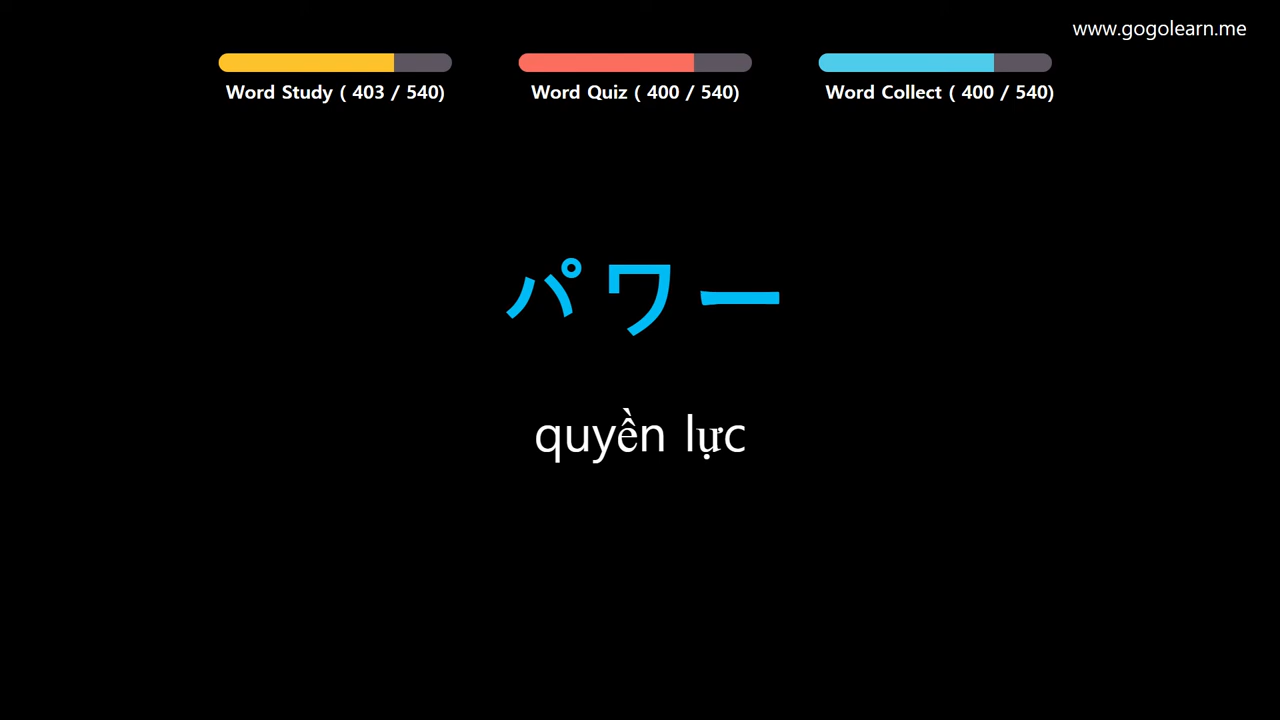 www.gogolearn.me
Word Study ( 403 / 540)
Word Quiz ( 400 / 540)
Word Collect ( 400 / 540)
パワー
quyền lực